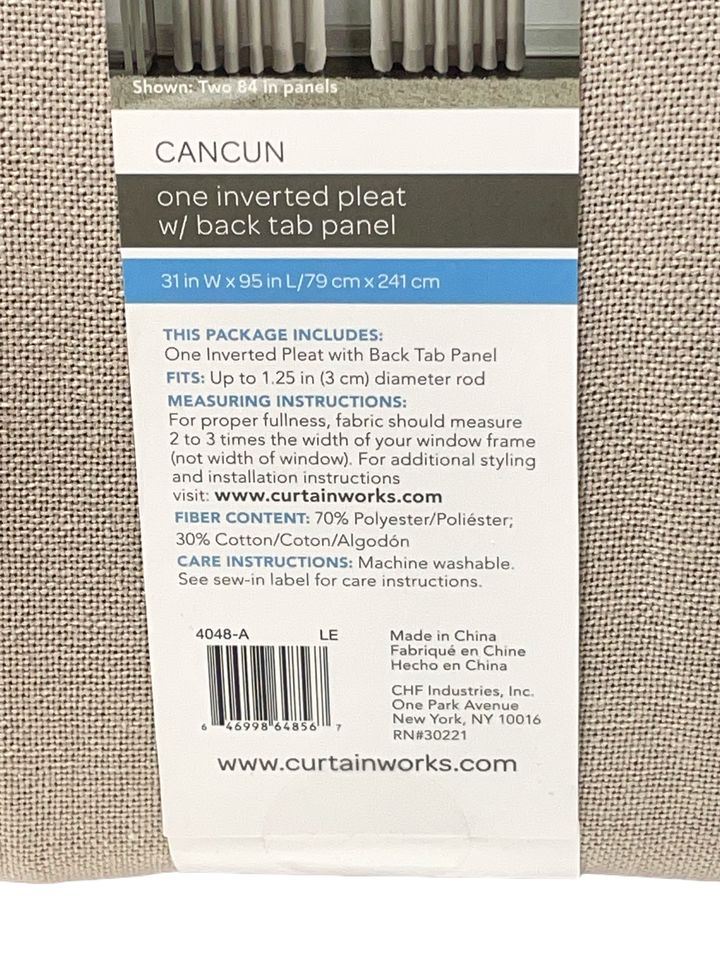 Shown: Two 84 in panels
CANCUN
one inverted pleat
w/ back tab panel
31 in W x 95 in L/79 cm x 241 cm
THIS PACKAGE INCLUDES:
One Inverted Pleat with Back Tab Panel
FITS: Up to 1.25 in (3 cm) diameter rod
MEASURING INSTRUCTIONS:
For proper fullness, fabric should measure
2 to 3 times the width of your window frame
(not width of window). For additional styling
and installation instructions
visit: www.curtainworks.com
FIBER CONTENT: 70% Polyester/Poliéster;
30% Cotton/Coton/Algodón
CARE INSTRUCTIONS: Machine washable.
See sew-in label for care instructions.
4048-A LE
6 46998 64856 7
Made in China
Fabriqué en Chine
Hecho en China
CHF Industries, Inc.
One Park Avenue
New York, NY 10016
RN#30221
www.curtainworks.com